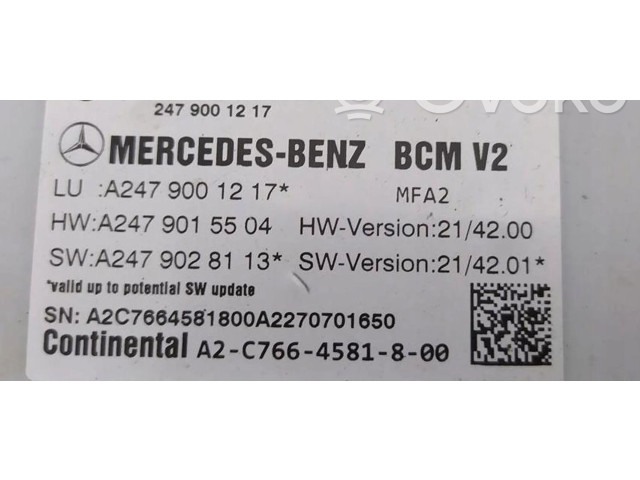 247 900 12 17
MERCEDES-BENZ BCM V2
LU :A247 900 12 17* MFA2
HW:A247 901 55 04 HW-Version:21/42.00
SW:A247 902 81 13* SW-Version:21/42.01*
*valid up to potential SW update
SN: A2C7664581800A2270701650
Continental A2-C766-4581-8-00